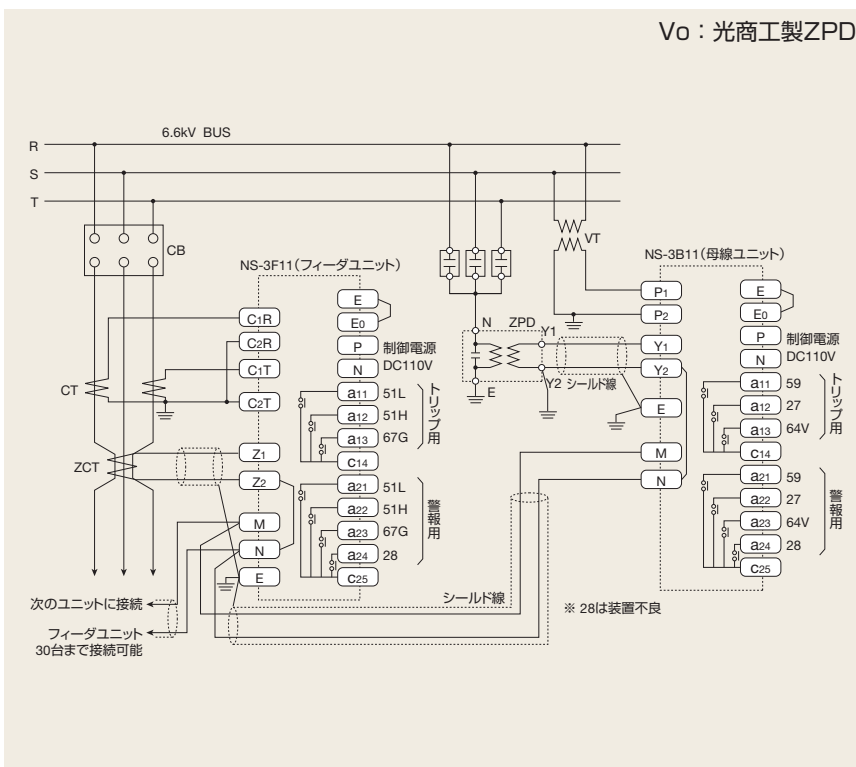 Vo：光商工製ZPD
6.6kV BUS
R
S
T
CB
VT
NS-3F11(フィーダユニット)
NS-3B11(母線ユニット)
C1R
C2R
C1T
C2T
CT
ZCT
Z1
Z2
M
N
E
E
E0
P
N
制御電源
DC110V
a11 51L
a12 51H
a13 67G
C14
トリップ用
a21 51L
a22 51H
a23 67G
a24 28
C25
警報用
N ZPD Y1
Y2 シールド線
E
P1
P2
Y1
Y2
E
M
N
E
E0
P
N
制御電源
DC110V
a11 59
a12 27
a13 64V
C14
トリップ用
a21 59
a22 27
a23 64V
a24 28
C25
警報用
シールド線
※ 28は装置不良
次のユニットに接続
フィーダユニット
30台まで接続可能